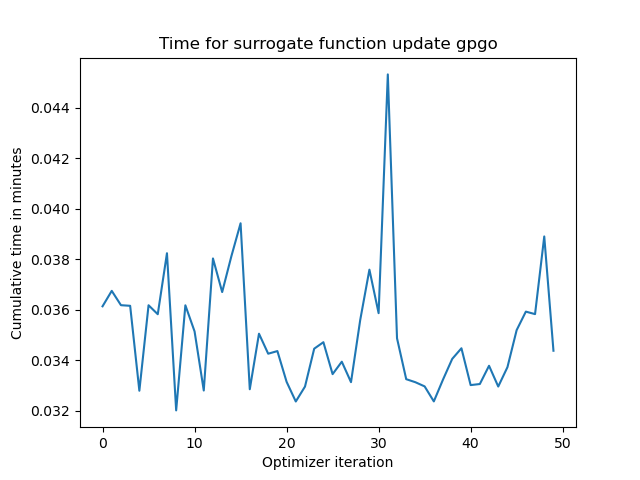 Time for surrogate function update gpgo
Cumulative time in minutes
0.044
0.042
0.040
0.038
0.036
0.034
0.032
0 10 20 30 40 50
Optimizer iteration